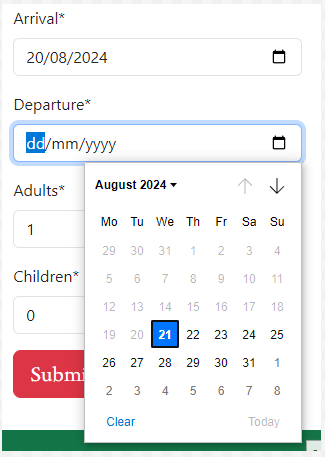 Arrival*
20/08/2024
Departure*
dd/mm/yyyy
Adults*
1
Children*
0
August 2024
Mo Tu We Th Fr Sa Su
29 30 31 1 2 3 4
5 6 7 8 9 10 11
12 13 14 15 16 17 18
19 20 21 22 23 24 25
26 27 28 29 30 31 1
2 3 4 5 6 7 8
Clear Today